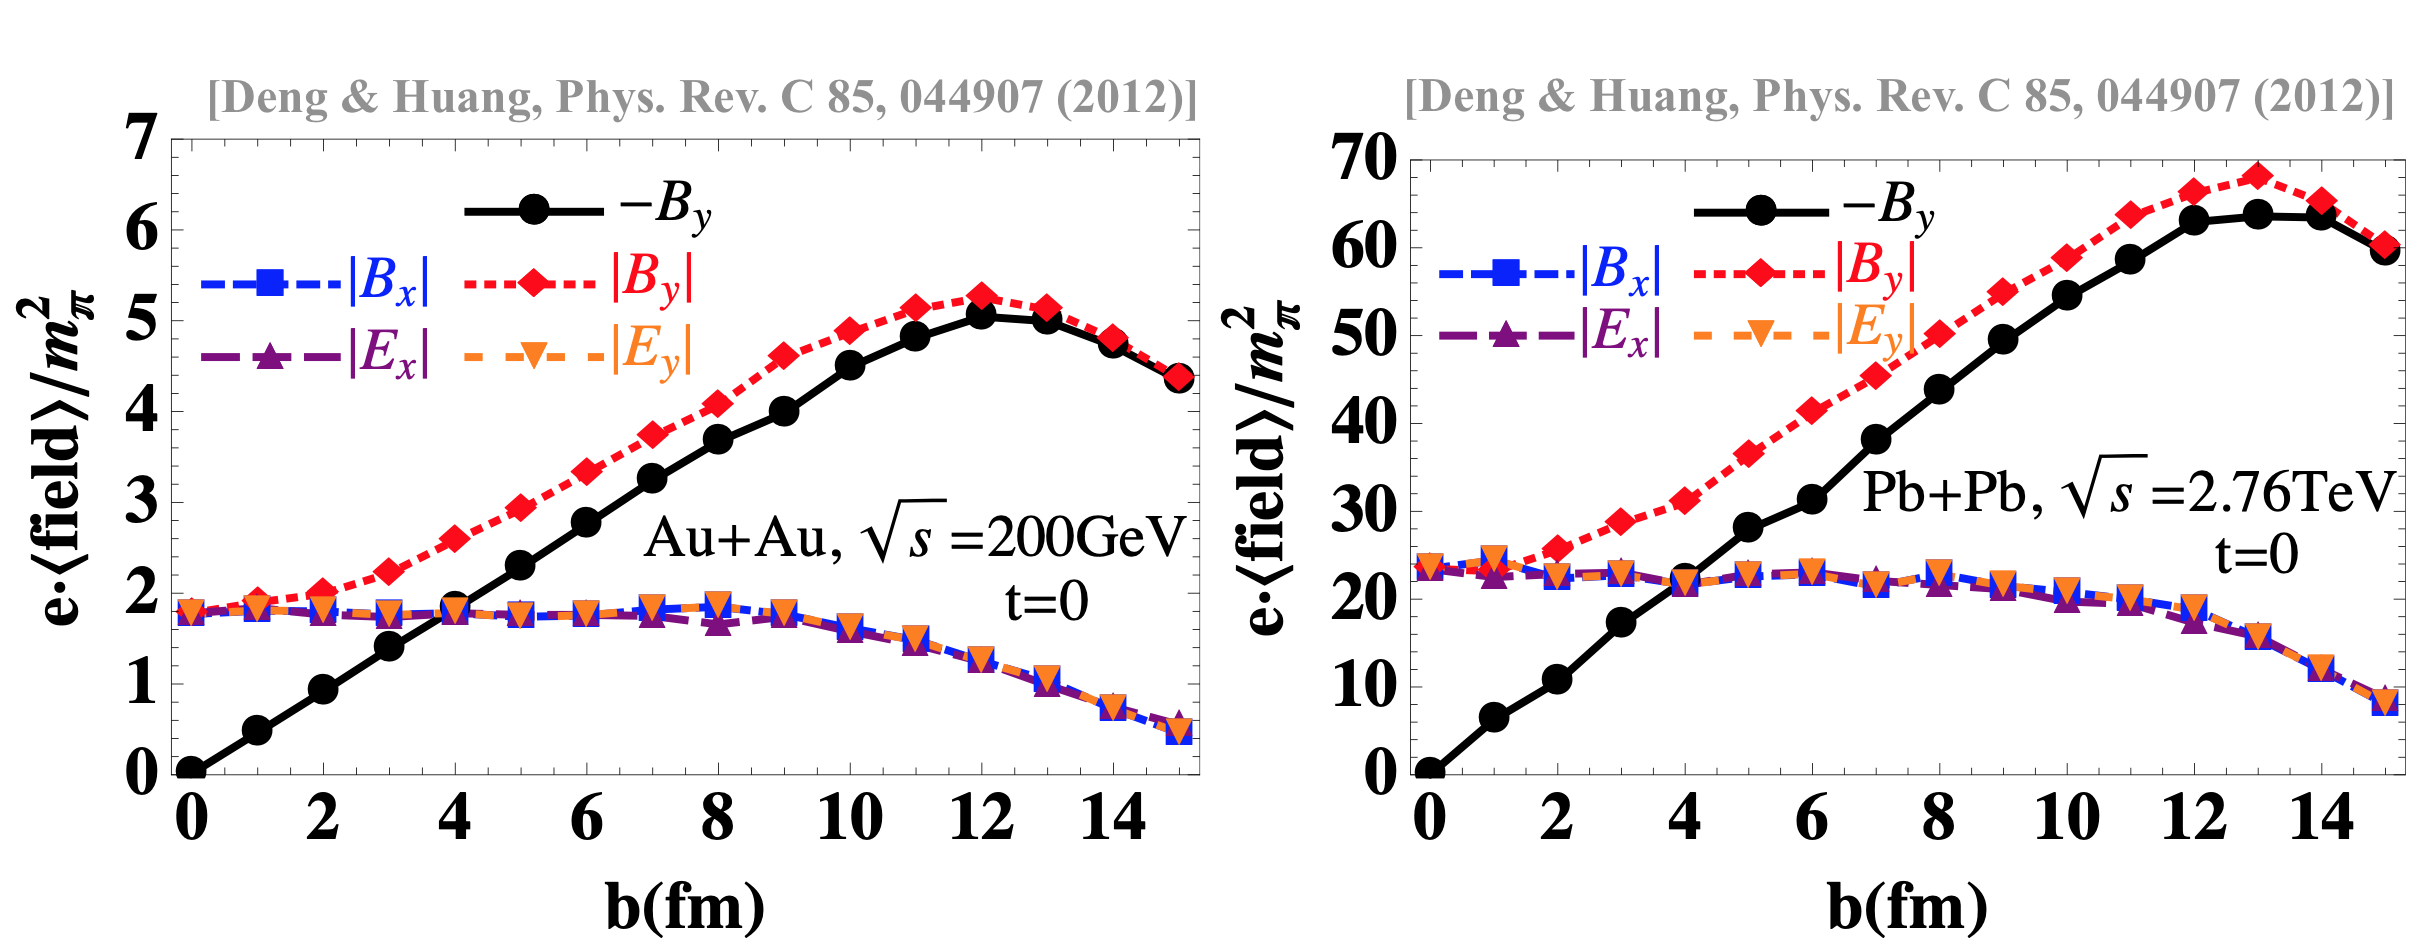 [Deng & Huang, Phys. Rev. C 85, 044907 (2012)]
7
6
5
4
3
2
1
0
e·⟨field⟩/m_π^2
−B_y
|B_x|
|B_y|
|E_x|
|E_y|
Au+Au, √s =200GeV
t=0
0 2 4 6 8 10 12 14
b(fm)
[Deng & Huang, Phys. Rev. C 85, 044907 (2012)]
70
60
50
40
30
20
10
0
e·⟨field⟩/m_π^2
−B_y
|B_x|
|B_y|
|E_x|
|E_y|
Pb+Pb, √s =2.76TeV
t=0
0 2 4 6 8 10 12 14
b(fm)